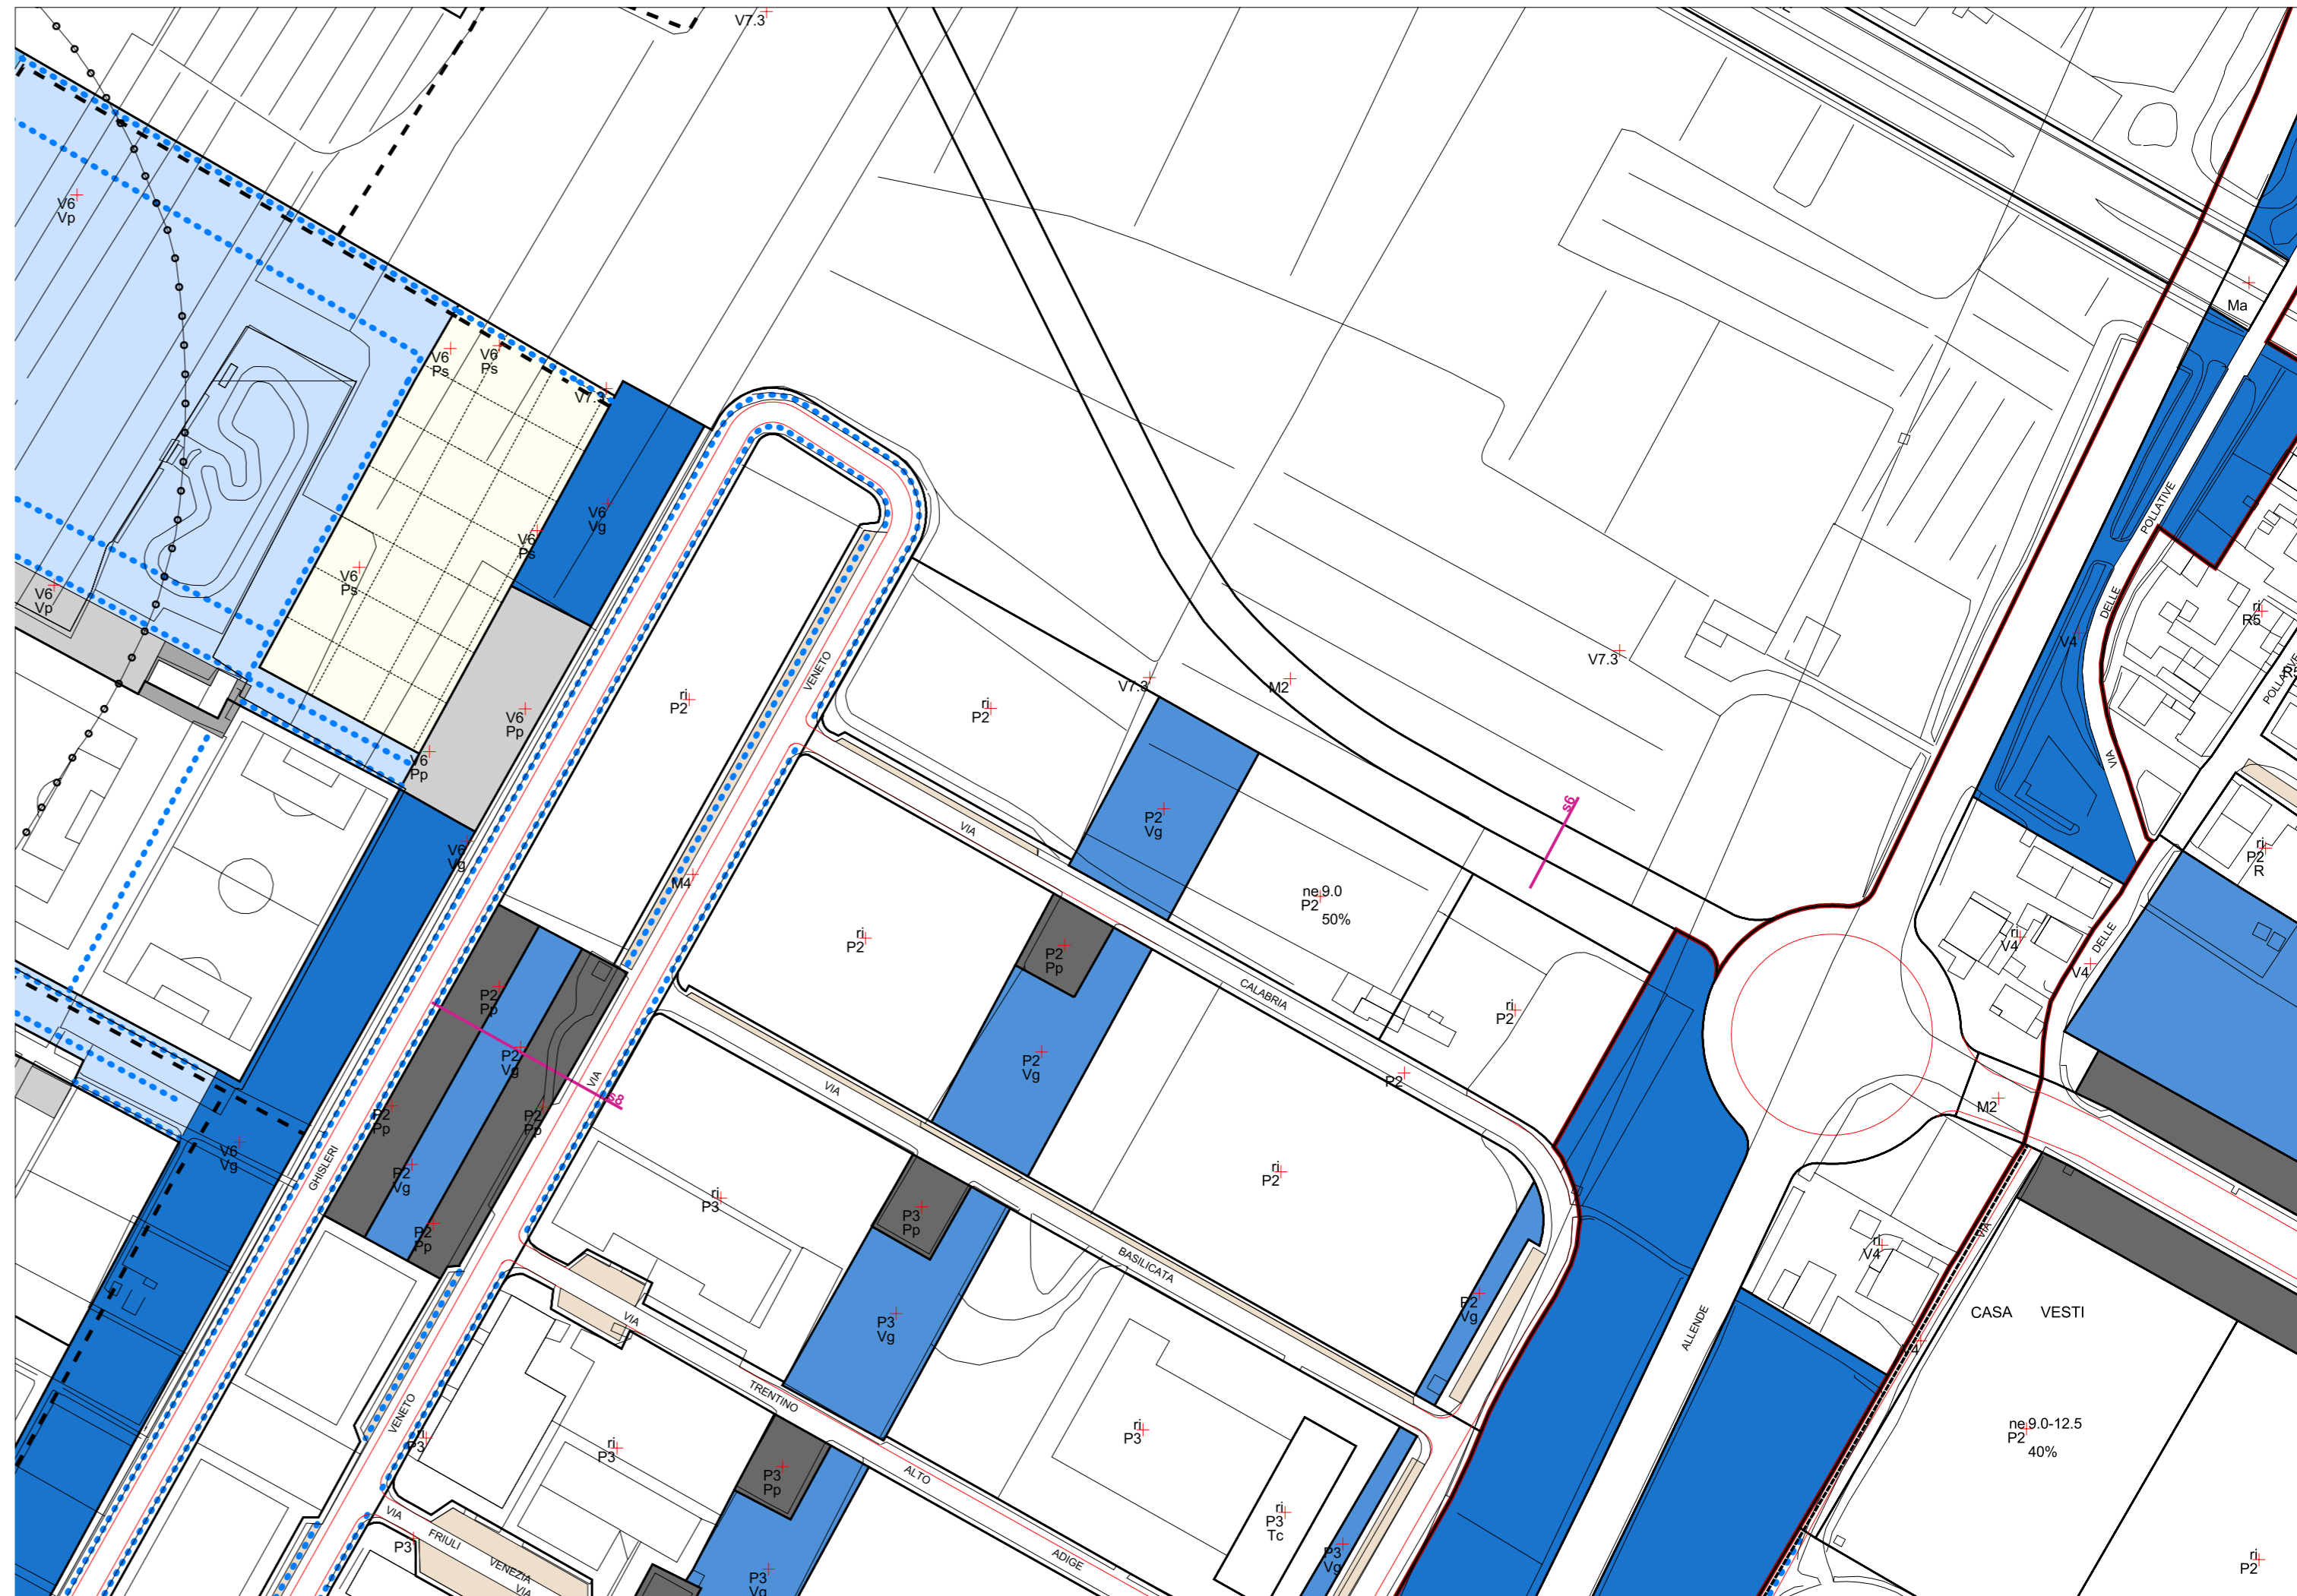 V7.3
V6
Vp
Ma
V6
Ps
V6
Ps
V7.3
V6
Vg
V6
Ps
V6
Ps
V6
Vp
POLLATIVE
DELLE
VIA
V4
ri
R5
POLLATIVE
VENETO
ri
P2
ri
P2
V7.3
M2
V7.3
V6
Pp
V6
Pp
V6
Vg
P2
Vg
s6
VIA
M4
ne 9.0
P2
50%
ri
P2
R
ri
P2
P2
Pp
CALABRIA
ri
P2
ri
V4
V4
DELLE
P2
Pp
P2
Vg
P2
Vg
P2
VIA
VIA
s8
M2
P2
Pp
P2
Pp
V6
Vg
GHISLERI
P2
Vg
ri
P2
ri
P3
P3
Pp
P2
Pp
BASILICATA
ri
V4
VIA
P2
Vg
P3
Vg
VIA
ALLENDE
CASA VESTI
TRENTINO
VENETO
ri
P3
ri
P3
ri
P3
ne 9.0-12.5
P2
40%
P3
Pp
ALTO
ri
P3
Tc
VIA
FRIULI
VENEZIA
VIA
P3
ADIGE
P3
Vg
P3
Vg
ri
P2